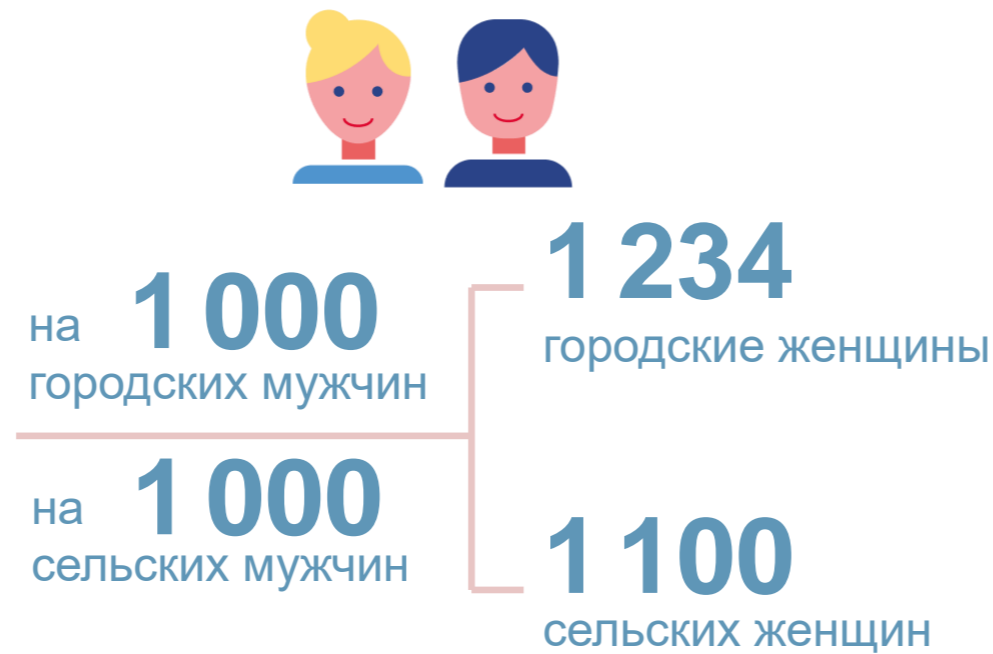 на 1 000
городских мужчин
1 234
городские женщины
на 1 000
сельских мужчин
1 100
сельских женщин